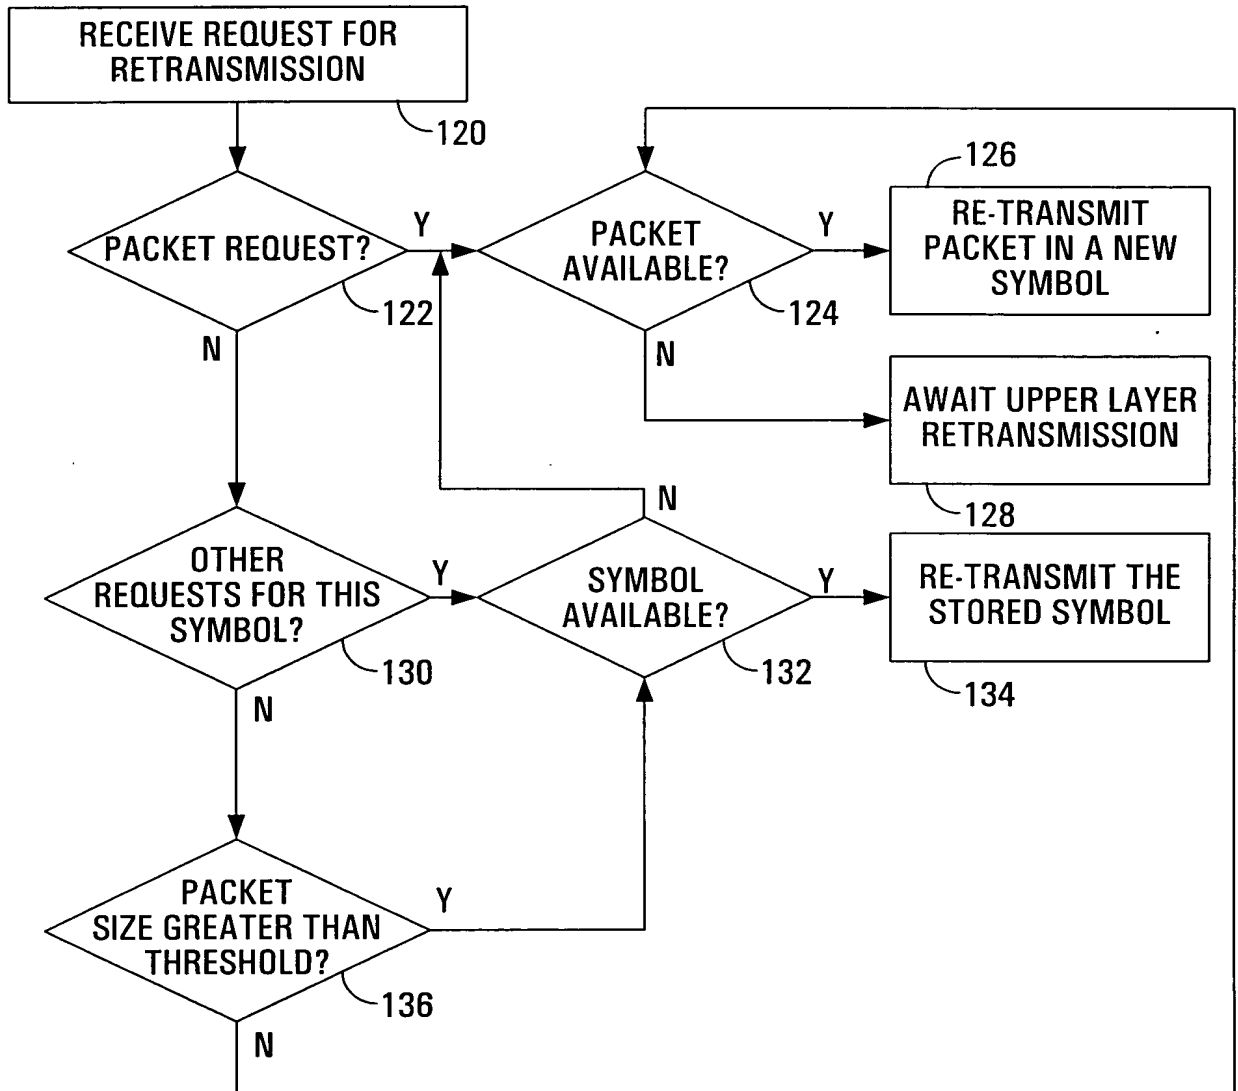 RECEIVE REQUEST FOR
RETRANSMISSION
120
PACKET REQUEST?
Y
122
N
PACKET
AVAILABLE?
Y
124
N
126
RE-TRANSMIT
PACKET IN A NEW
SYMBOL
AWAIT UPPER LAYER
RETRANSMISSION
128
OTHER
REQUESTS FOR THIS
SYMBOL?
Y
130
N
N
SYMBOL
AVAILABLE?
Y
132
RE-TRANSMIT THE
STORED SYMBOL
134
PACKET
SIZE GREATER THAN
THRESHOLD?
Y
136
N